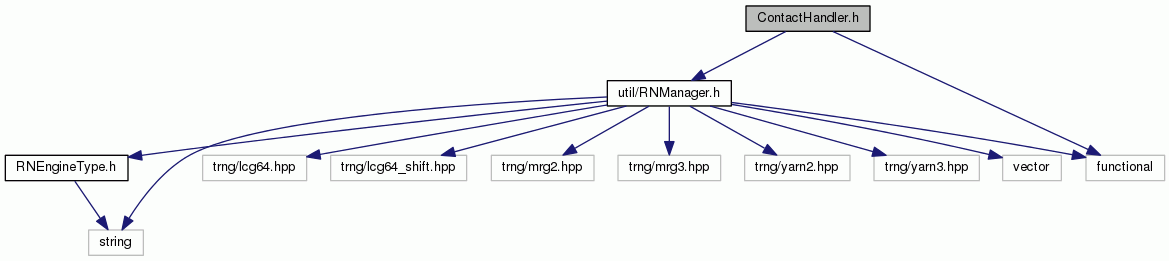 ContactHandler.h
util/RNManager.h
RNEngineType.h
trng/lcg64.hpp
trng/lcg64_shift.hpp
trng/mrg2.hpp
trng/mrg3.hpp
trng/yarn2.hpp
trng/yarn3.hpp
vector
functional
string